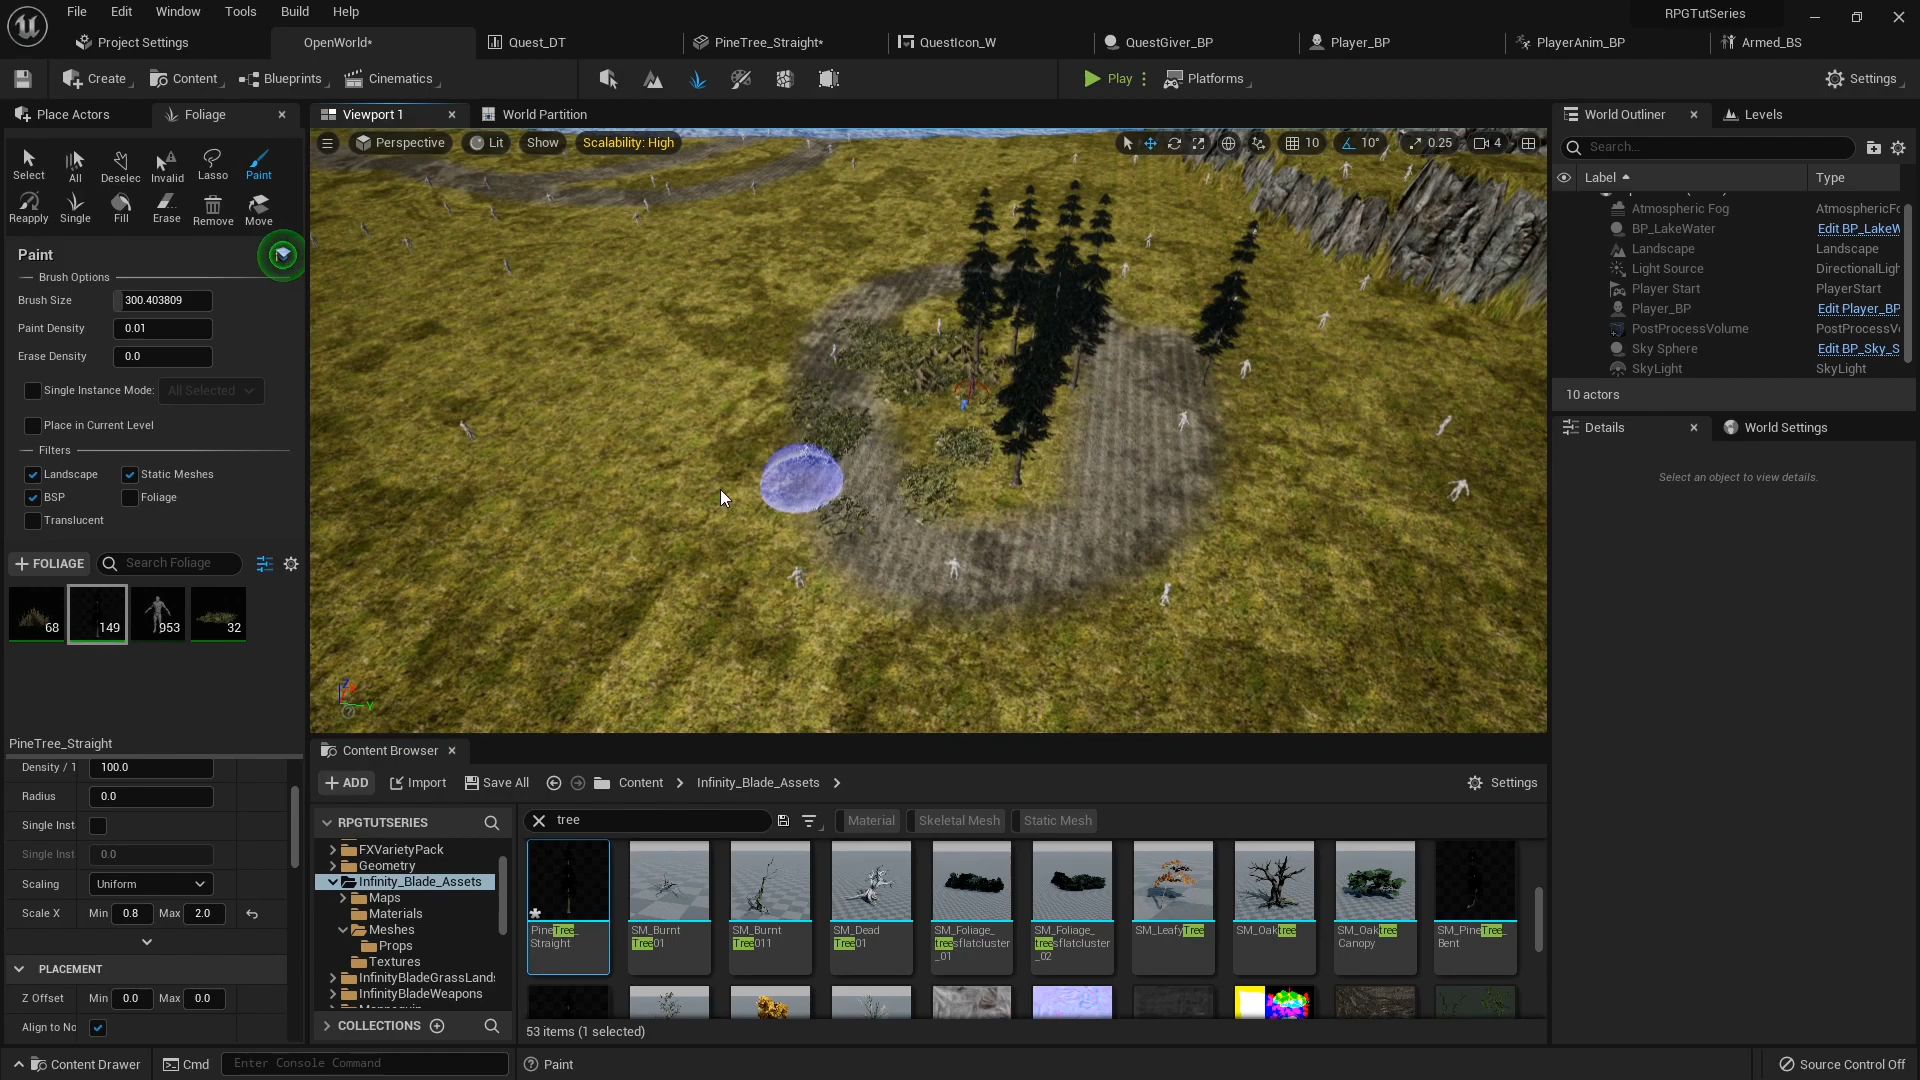 File Edit Window Tools Build Help
RPGTutSeries
Project Settings OpenWorld* Quest_DT PineTree_Straight* QuestIcon_W QuestGiver_BP Player_BP PlayerAnim_BP Armed_BS
Create Content Blueprints Cinematics Play Platforms Settings
Place Actors Foliage Viewport 1 World Partition World Outliner Levels
Perspective Lit Show Scalability: High 10 10° 0.25 4
Search...
Select All Deselec Invalid Lasso Paint
Label Type
Reapply Single Fill Erase Remove Move
Atmospheric Fog AtmosphericFo
BP_LakeWater Edit BP_LakeW
Landscape Landscape
Light Source DirectionalLigh
Player Start PlayerStart
Player_BP Edit Player_BP
PostProcessVolume PostProcessV
Sky Sphere Edit BP_Sky_S
SkyLight SkyLight
10 actors
Details World Settings
Select an object to view details.
Paint
Brush Options
Brush Size 300.403809
Paint Density 0.01
Erase Density 0.0
Single Instance Mode: All Selected
Place in Current Level
Filters
Landscape Static Meshes
BSP Foliage
Translucent
FOLIAGE Search Foliage
68 149 953 32
PineTree_Straight
Density / 1 100.0
Radius 0.0
Single Inst
Single Inst 0.0
Scaling Uniform
Scale X Min 0.8 Max 2.0
PLACEMENT
Z Offset Min 0.0 Max 0.0
Align to No
Z Y
Content Browser
ADD Import Save All Content Infinity_Blade_Assets Settings
RPGTUTSERIES
tree Material Skeletal Mesh Static Mesh
FXVarietyPack
Geometry
Infinity_Blade_Assets
Maps
Materials
Meshes
Props
Textures
InfinityBladeGrassLands
InfinityBladeWeapons
COLLECTIONS
PineTree_
Straight
SM_Burnt
Tree01
SM_Burnt
Tree011
SM_Dead
Tree01
SM_Foliage_
treesflatcluster
_01
SM_Foliage_
treesflatcluster
_02
SM_LeafyTree
SM_Oaktree
SM_Oaktree
Canopy
SM_PineTree_
Bent
53 items (1 selected)
Content Drawer Cmd Enter Console Command Paint Source Control Off